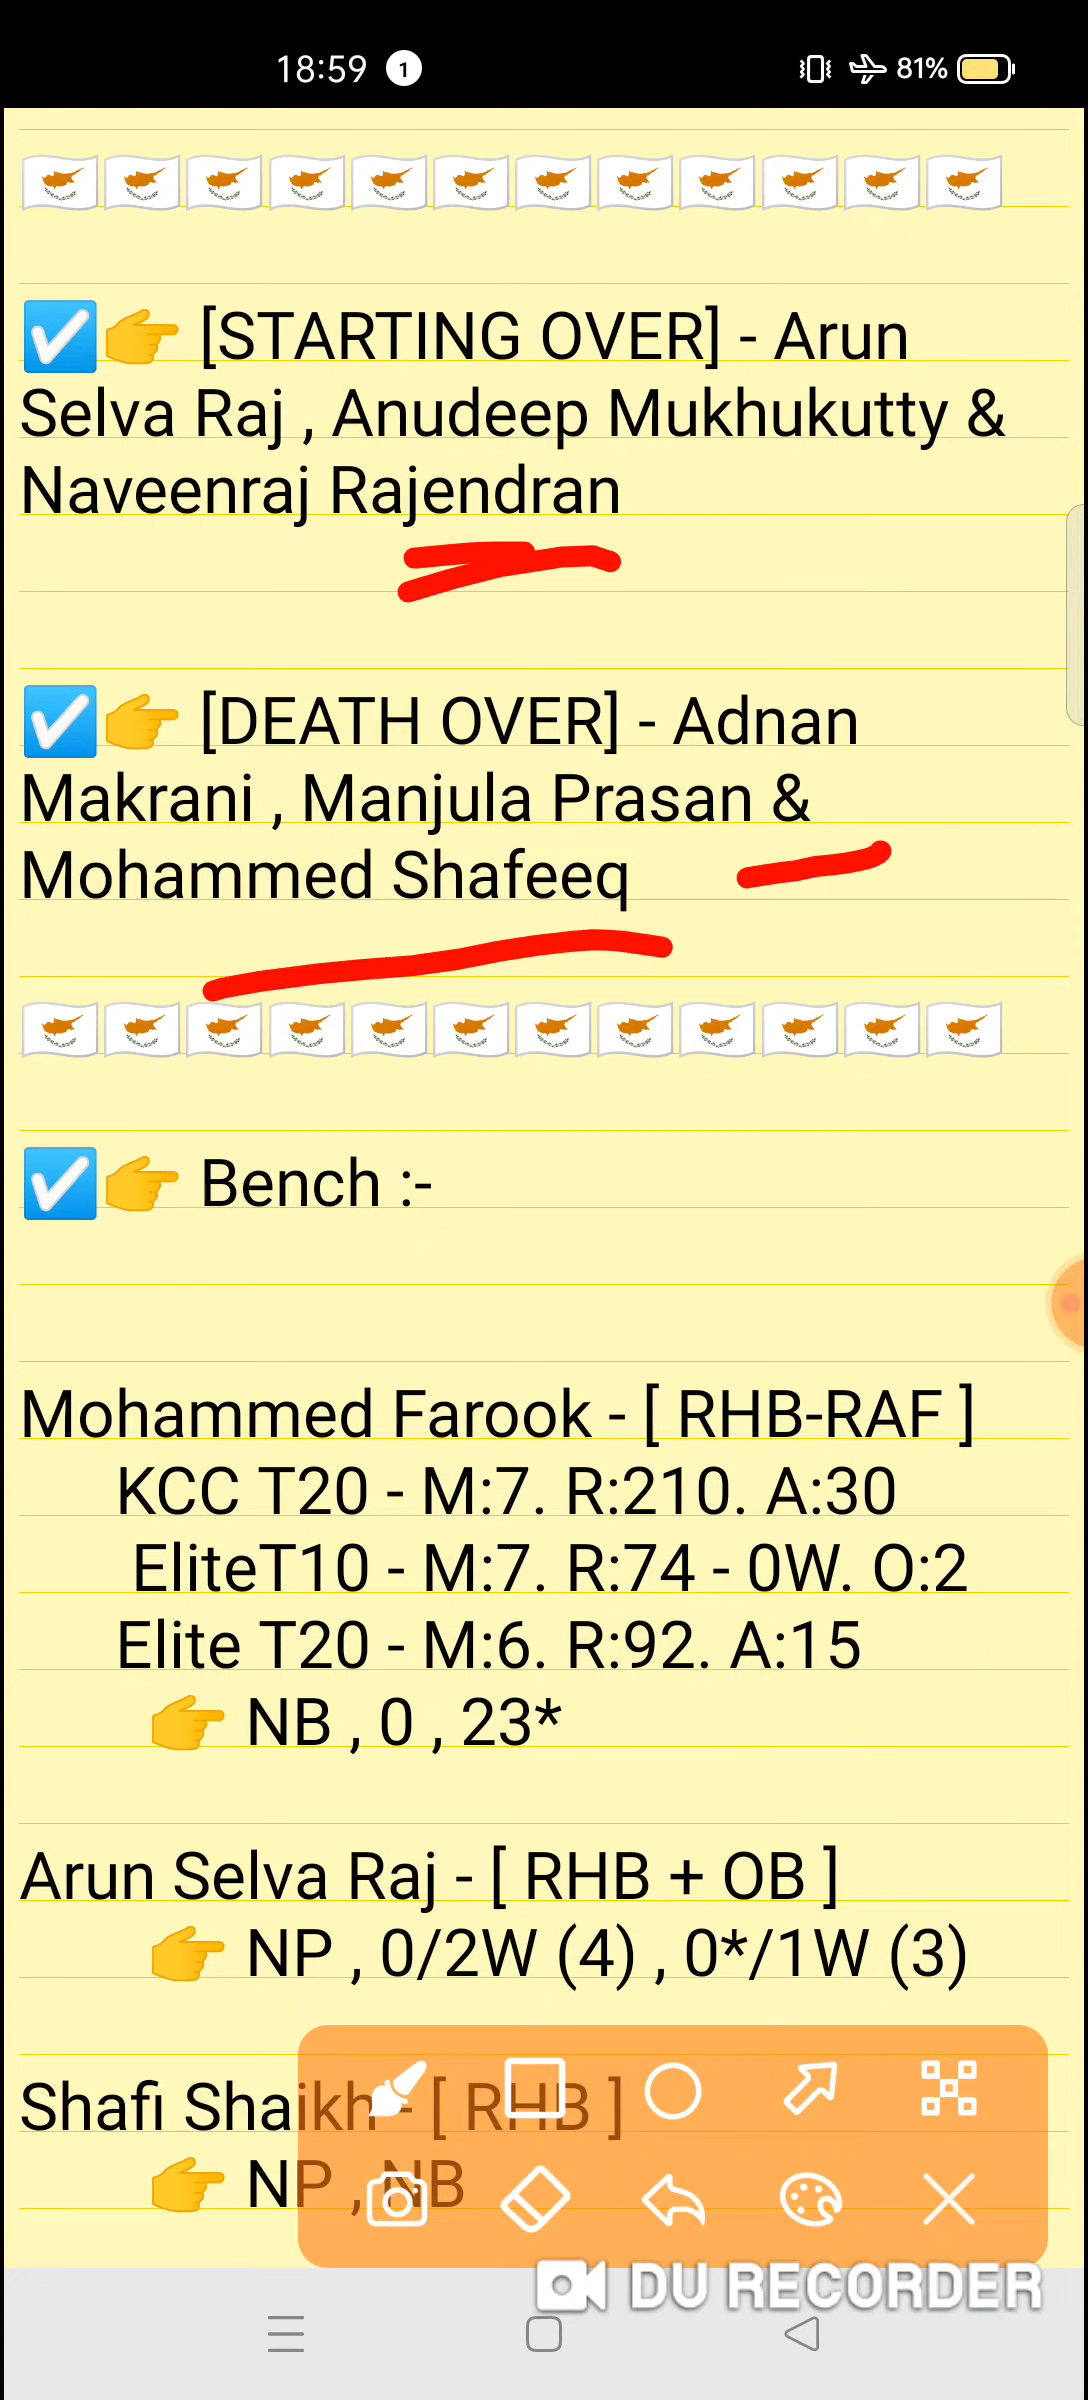 18:59 1 81%
[STARTING OVER] - Arun
Selva Raj , Anudeep Mukhukutty &
Naveenraj Rajendran
[DEATH OVER] - Adnan
Makrani , Manjula Prasan &
Mohammed Shafeeq
Bench :-
Mohammed Farook - [ RHB-RAF ]
KCC T20 - M:7. R:210. A:30
EliteT10 - M:7. R:74 - 0W. O:2
Elite T20 - M:6. R:92. A:15
NB , 0 , 23*
Arun Selva Raj - [ RHB + OB ]
NP , 0/2W (4) , 0*/1W (3)
Shafi Shaikh - [ RHB ]
NP , NB
DU RECORDER